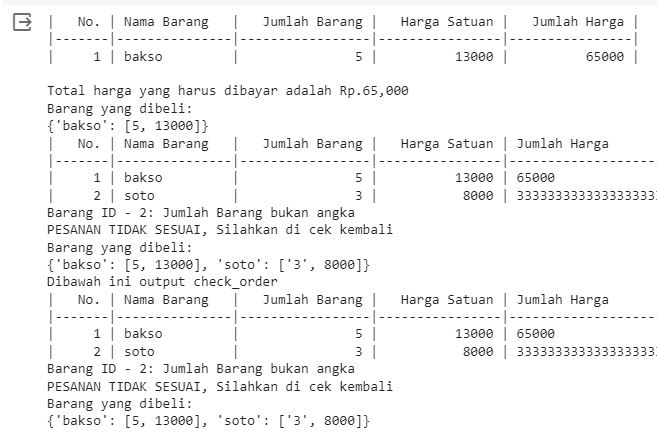 |   No. | Nama Barang   |   Jumlah Barang |   Harga Satuan |   Jumlah Harga |
|-------|---------------|-----------------|----------------|----------------|
|     1 | bakso         |               5 |          13000 |          65000 |
Total harga yang harus dibayar adalah Rp.65,000
Barang yang dibeli:
{'bakso': [5, 13000]}
|   No. | Nama Barang   |   Jumlah Barang |   Harga Satuan | Jumlah Harga
|-------|---------------|-----------------|----------------|-------------------
|     1 | bakso         |               5 |          13000 | 65000
|     2 | soto          |               3 |           8000 | 3333333333333333333
Barang ID - 2: Jumlah Barang bukan angka
PESANAN TIDAK SESUAI, Silahkan di cek kembali
Barang yang dibeli:
{'bakso': [5, 13000], 'soto': ['3', 8000]}
Dibawah ini output check_order
|   No. | Nama Barang   |   Jumlah Barang |   Harga Satuan | Jumlah Harga
|-------|---------------|-----------------|----------------|-------------------
|     1 | bakso         |               5 |          13000 | 65000
|     2 | soto          |               3 |           8000 | 3333333333333333333
Barang ID - 2: Jumlah Barang bukan angka
PESANAN TIDAK SESUAI, Silahkan di cek kembali
Barang yang dibeli:
{'bakso': [5, 13000], 'soto': ['3', 8000]}